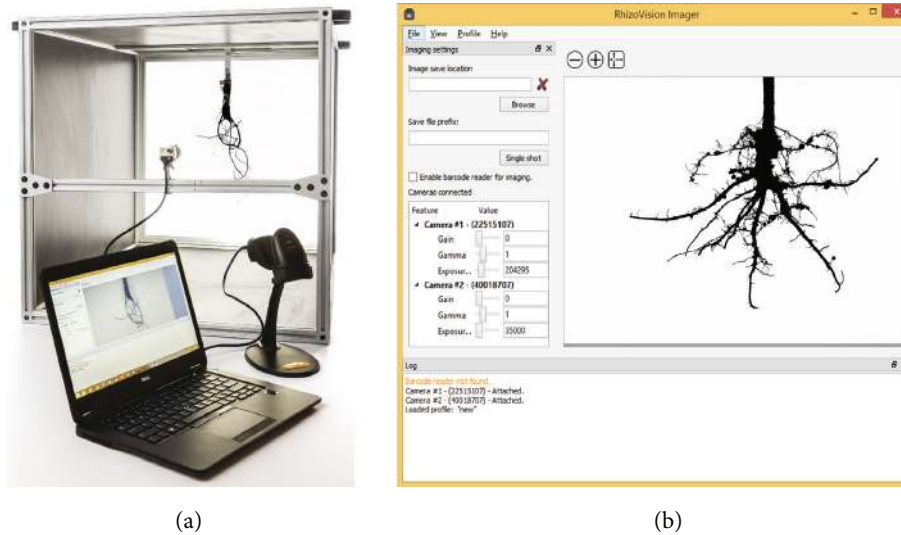 RhizoVision Imager
File View Profile Help
Imaging settings
Image save location:
Browse
Save file prefix:
Single shot
Enable barcode reader for imaging.
Cameras connected
Feature Value
Camera #1 - (22515107)
Gain 0
Gamma 1
Exposur... 204295
Camera #2 - (40018707)
Gain 0
Gamma 1
Exposur... 35000
Log
Barcode reader not found.
Camera #1 - (22515107) - Attached.
Camera #2 - (40018707) - Attached.
Loaded profile: "new"
DELL
(a)
(b)